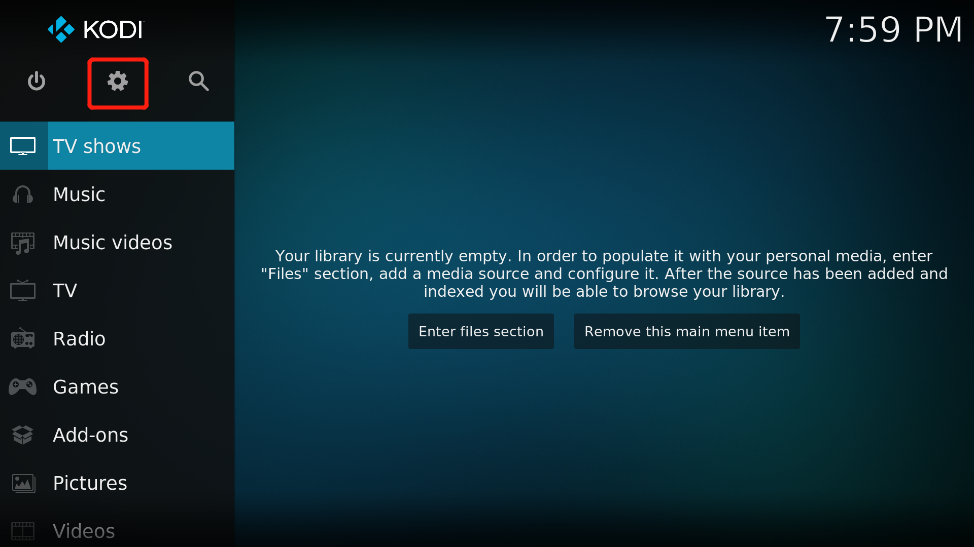 KODI
7:59 PM
TV shows
Music
Music videos
TV
Radio
Games
Add-ons
Pictures
Videos
Your library is currently empty. In order to populate it with your personal media, enter
"Files" section, add a media source and configure it. After the source has been added and
indexed you will be able to browse your library.
Enter files section
Remove this main menu item